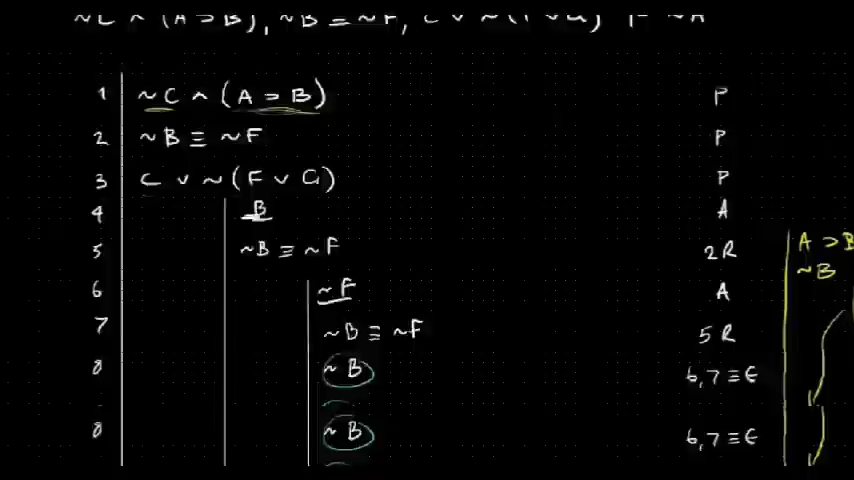 ~C ∧ (A ⊃ B), ~B ≡ ~F, C ∨ ~(F ∨ G) ⊢ ~A
1 ~C ∧ (A ⊃ B) P
2 ~B ≡ ~F P
3 C ∨ ~(F ∨ G) P
4 B A
5 ~B ≡ ~F 2R
A ⊃ B
~B
6 ~F A
7 ~B ≡ ~F 5R
8 ~B 6,7 ≡E
8 ~B 6,7 ≡E